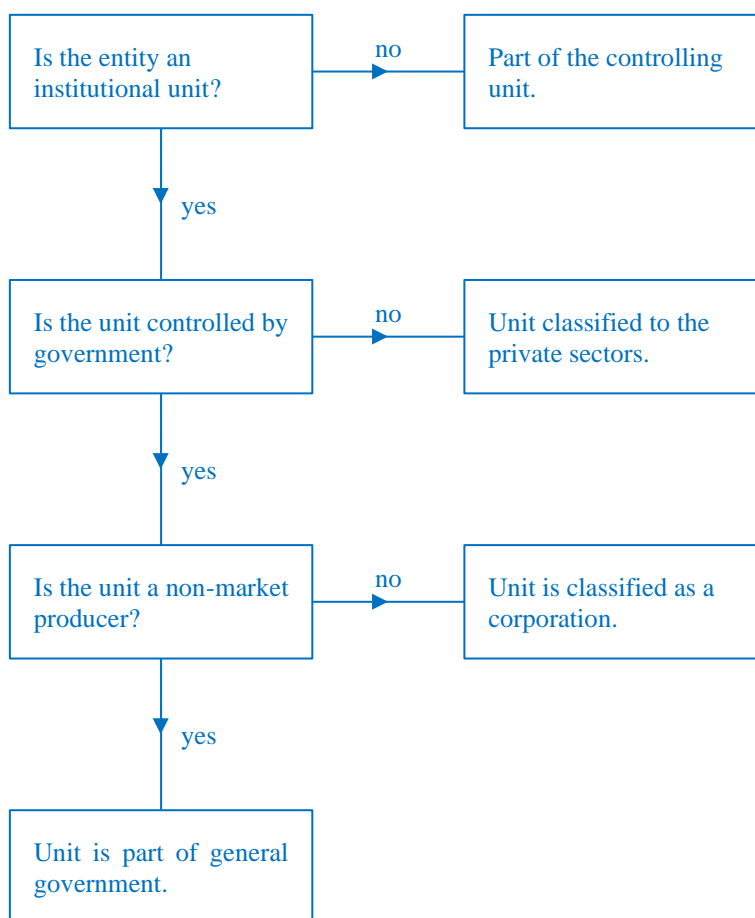 Is the entity an
institutional unit?
no
Part of the controlling
unit.
yes
Is the unit controlled by
government?
no
Unit classified to the
private sectors.
yes
Is the unit a non-market
producer?
no
Unit is classified as a
corporation.
yes
Unit is part of general
government.